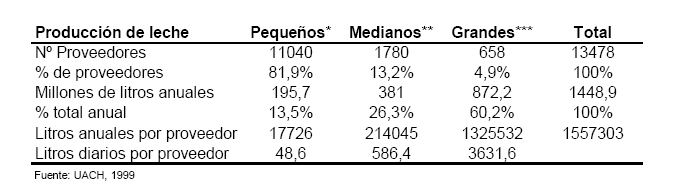 Producción de leche Pequeños* Medianos** Grandes*** Total
Nº Proveedores 11040 1780 658 13478
% de proveedores 81,9% 13,2% 4,9% 100%
Millones de litros anuales 195,7 381 872,2 1448,9
% total anual 13,5% 26,3% 60,2% 100%
Litros anuales por proveedor 17726 214045 1325532 1557303
Litros diarios por proveedor 48,6 586,4 3631,6
Fuente: UACH, 1999